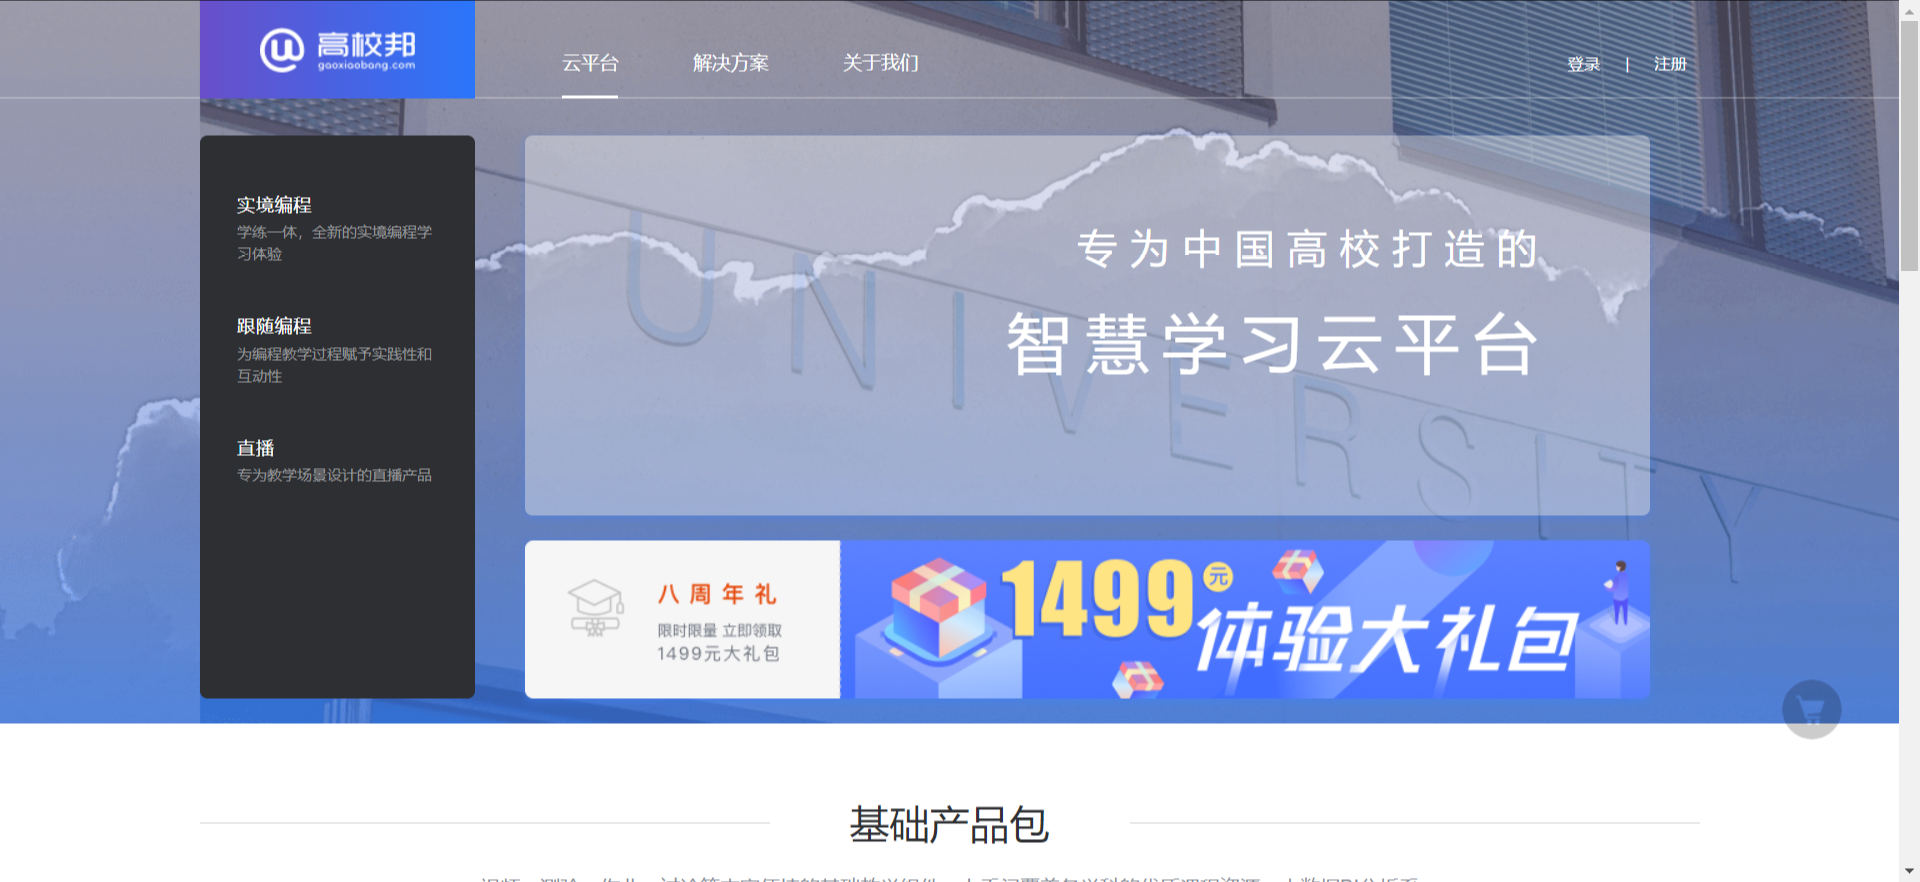 高校邦
gaoxiaobang.com
云平台
解决方案
关于我们
登录 | 注册
实境编程
学练一体，全新的实境编程学
习体验
跟随编程
为编程教学过程赋予实践性和
互动性
直播
专为教学场景设计的直播产品
专为中国高校打造的
智慧学习云平台
UNIVERSITY
八周年礼
限时限量 立即领取
1499元大礼包
1499元
体验大礼包
基础产品包